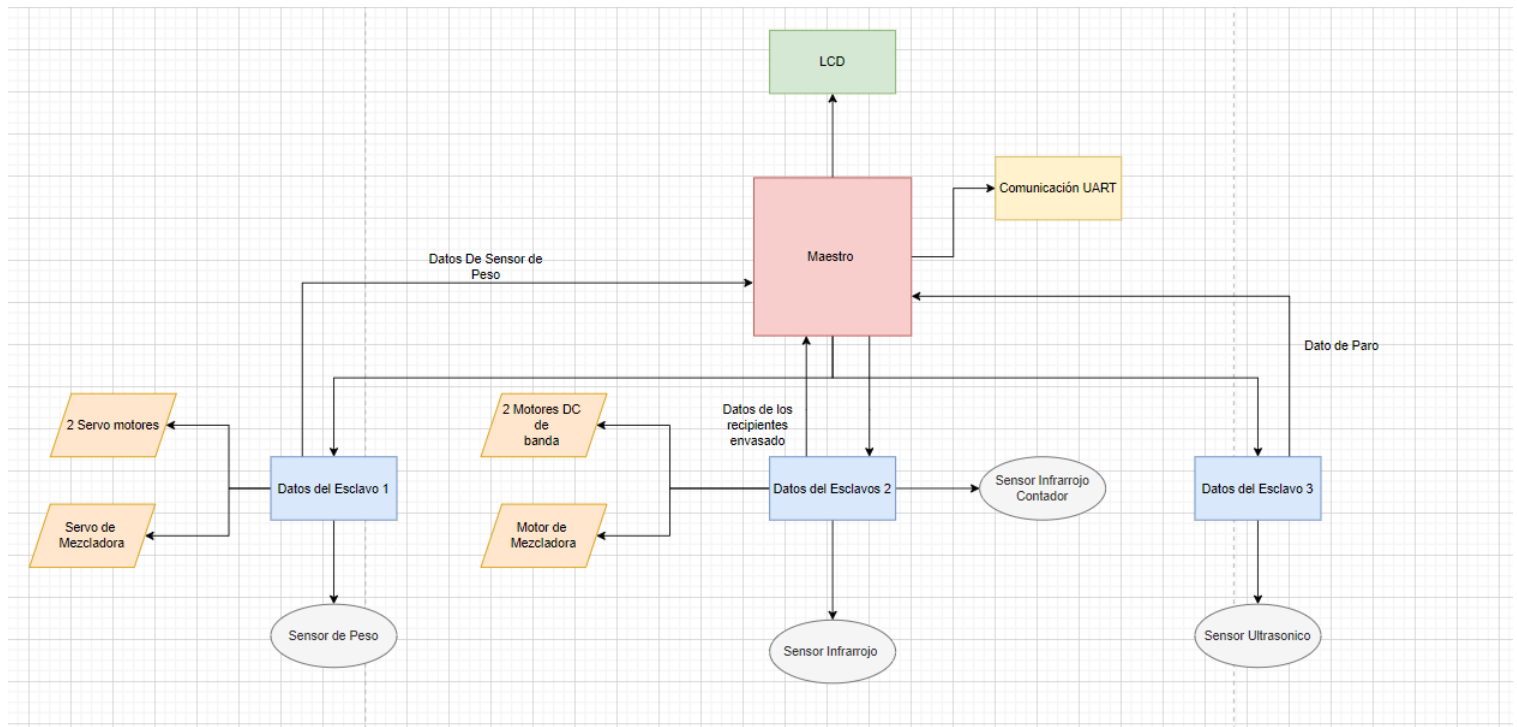 LCD
Comunicación UART
Maestro
Datos De Sensor de
Peso
Dato de Paro
2 Servo motores
2 Motores DC
de
banda
Datos de los
recipientes
envasado
Datos del Esclavo 1
Datos del Esclavos 2
Sensor Infrarrojo
Contador
Datos del Esclavo 3
Servo de
Mezcladora
Motor de
Mezcladora
Sensor de Peso
Sensor Infrarrojo
Sensor Ultrasonico